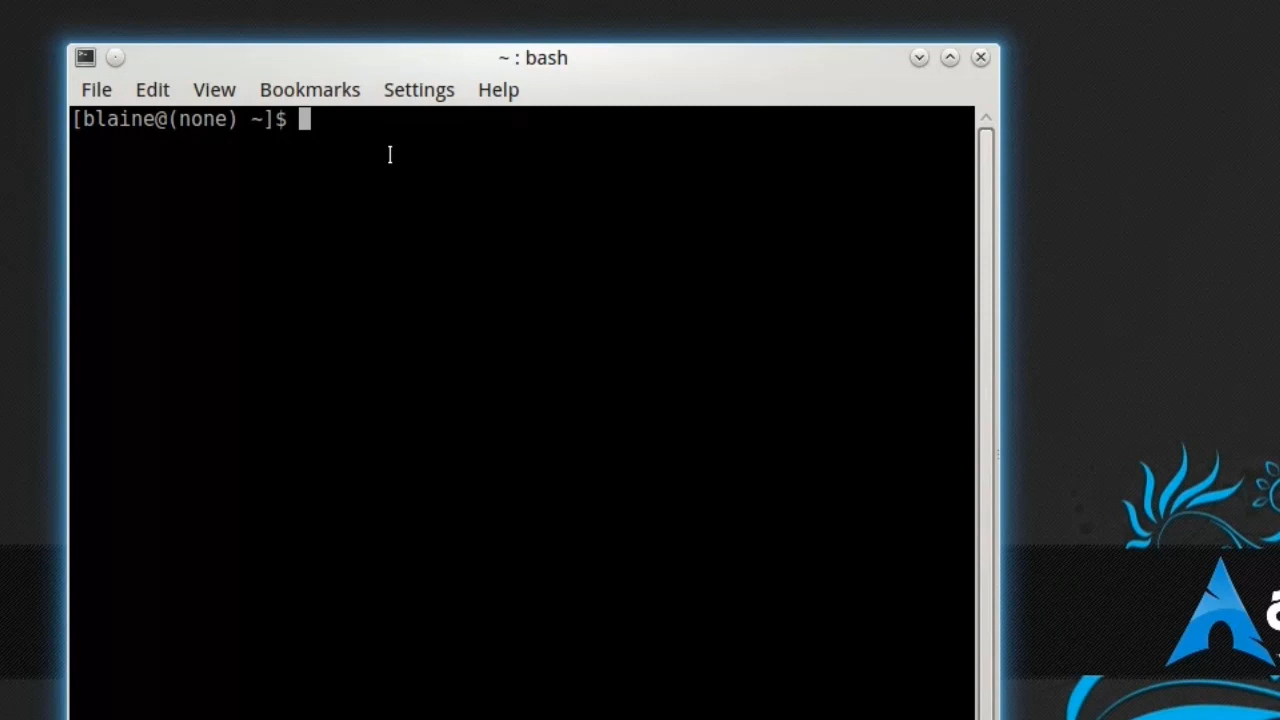 ~ : bash
File Edit View Bookmarks Settings Help
[blaine@(none) ~]$